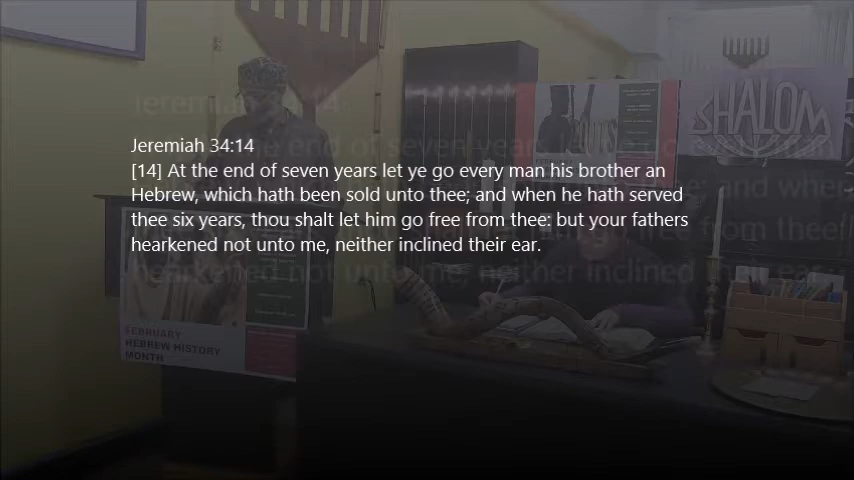 Jeremiah 34:14
[14] At the end of seven years let ye go every man his brother an
Hebrew, which hath been sold unto thee; and when he hath served
thee six years, thou shalt let him go free from thee: but your fathers
hearkened not unto me, neither inclined their ear.
SHALOM
FEBRUARY
HEBREW HISTORY
MONTH